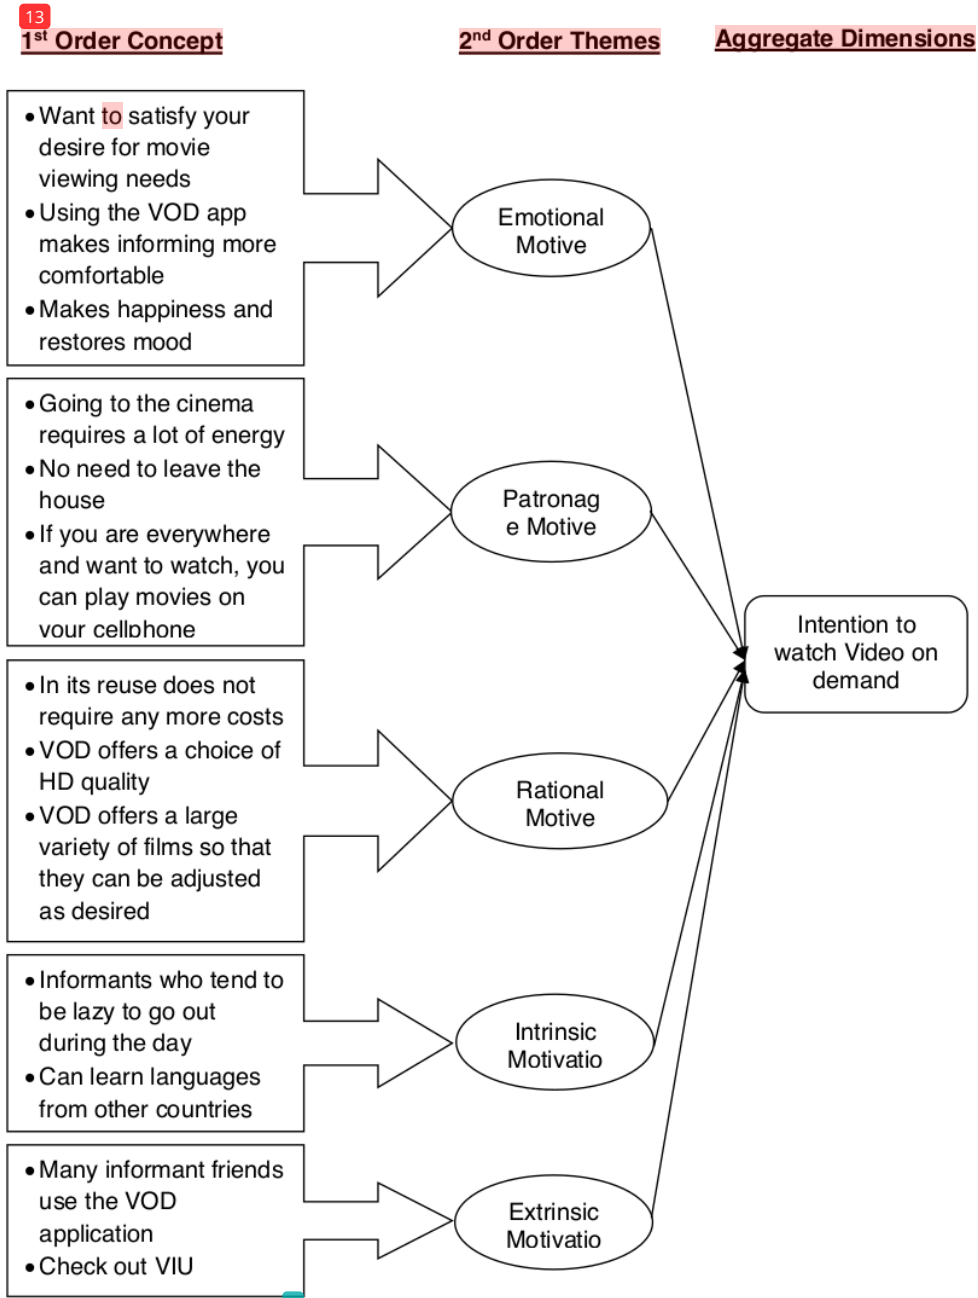 13
1st Order Concept
2nd Order Themes
Aggregate Dimensions
• Want to satisfy your
desire for movie
viewing needs
• Using the VOD app
makes informing more
comfortable
• Makes happiness and
restores mood
Emotional
Motive
• Going to the cinema
requires a lot of energy
• No need to leave the
house
• If you are everywhere
and want to watch, you
can play movies on
your cellphone
Patronag
e Motive
Intention to
watch Video on
demand
• In its reuse does not
require any more costs
• VOD offers a choice of
HD quality
• VOD offers a large
variety of films so that
they can be adjusted
as desired
Rational
Motive
• Informants who tend to
be lazy to go out
during the day
• Can learn languages
from other countries
Intrinsic
Motivatio
• Many informant friends
use the VOD
application
• Check out VIU
Extrinsic
Motivatio